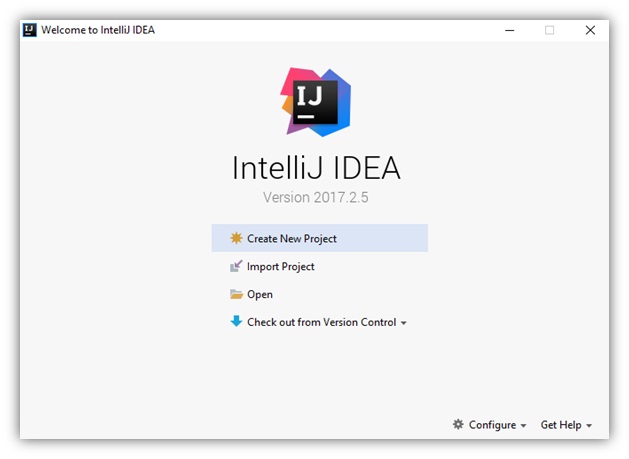 IJ Welcome to IntelliJ IDEA
IJ
IntelliJ IDEA
Version 2017.2.5
Create New Project
Import Project
Open
Check out from Version Control
Configure Get Help